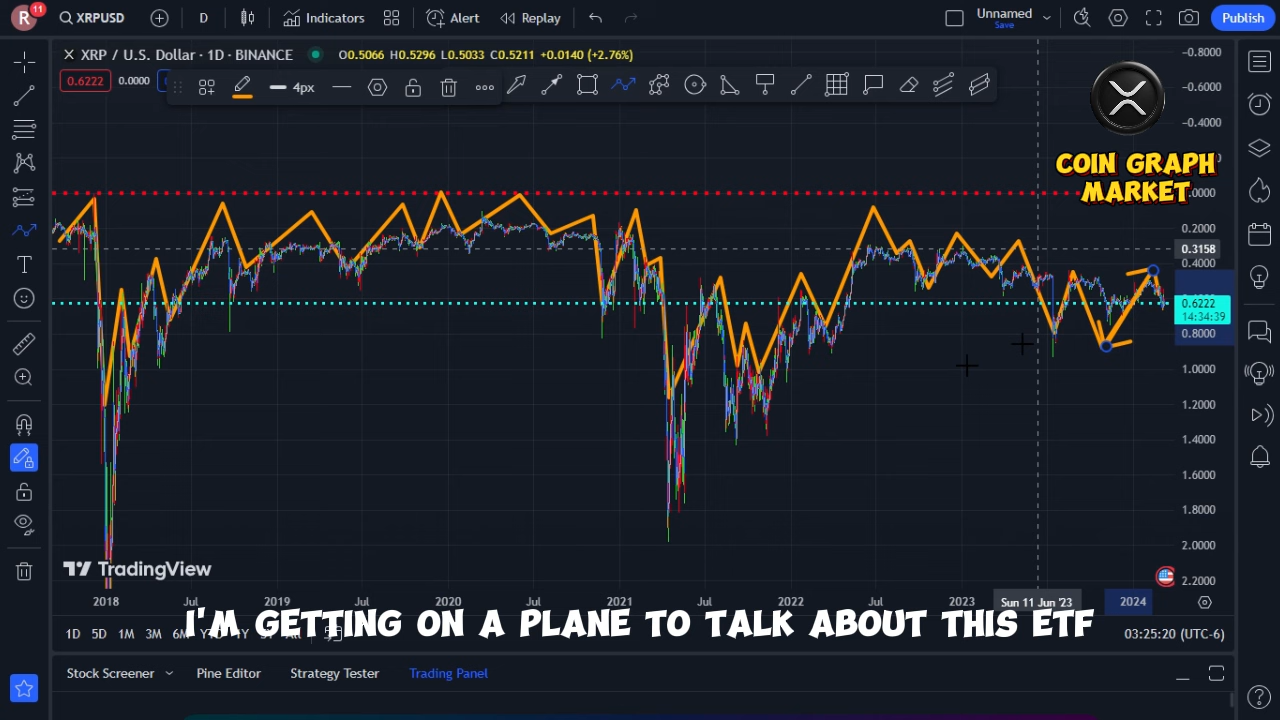 R 11 XRPUSD D Indicators Alert Replay Unnamed Save Publish
XRP / U.S. Dollar · 1D · BINANCE O0.5066 H0.5296 L0.5033 C0.5211 +0.0140 (+2.76%)
0.6222 0.0000 4px
COIN GRAPH
MARKET
−0.8000
−0.6000
−0.4000
0.0000
0.2000
0.3158
0.4000
0.6222
14:34:39
0.8000
1.0000
1.2000
1.4000
1.6000
1.8000
2.0000
2.2000
TradingView
2018 Jul 2019 Jul 2020 Jul 2021 Jul 2022 Jul 2023 Sun 11 Jun '23 2024
I'M GETTING ON A PLANE TO TALK ABOUT THIS ETF
1D 5D 1M 3M 6M 03:25:20 (UTC-6)
Stock Screener Pine Editor Strategy Tester Trading Panel